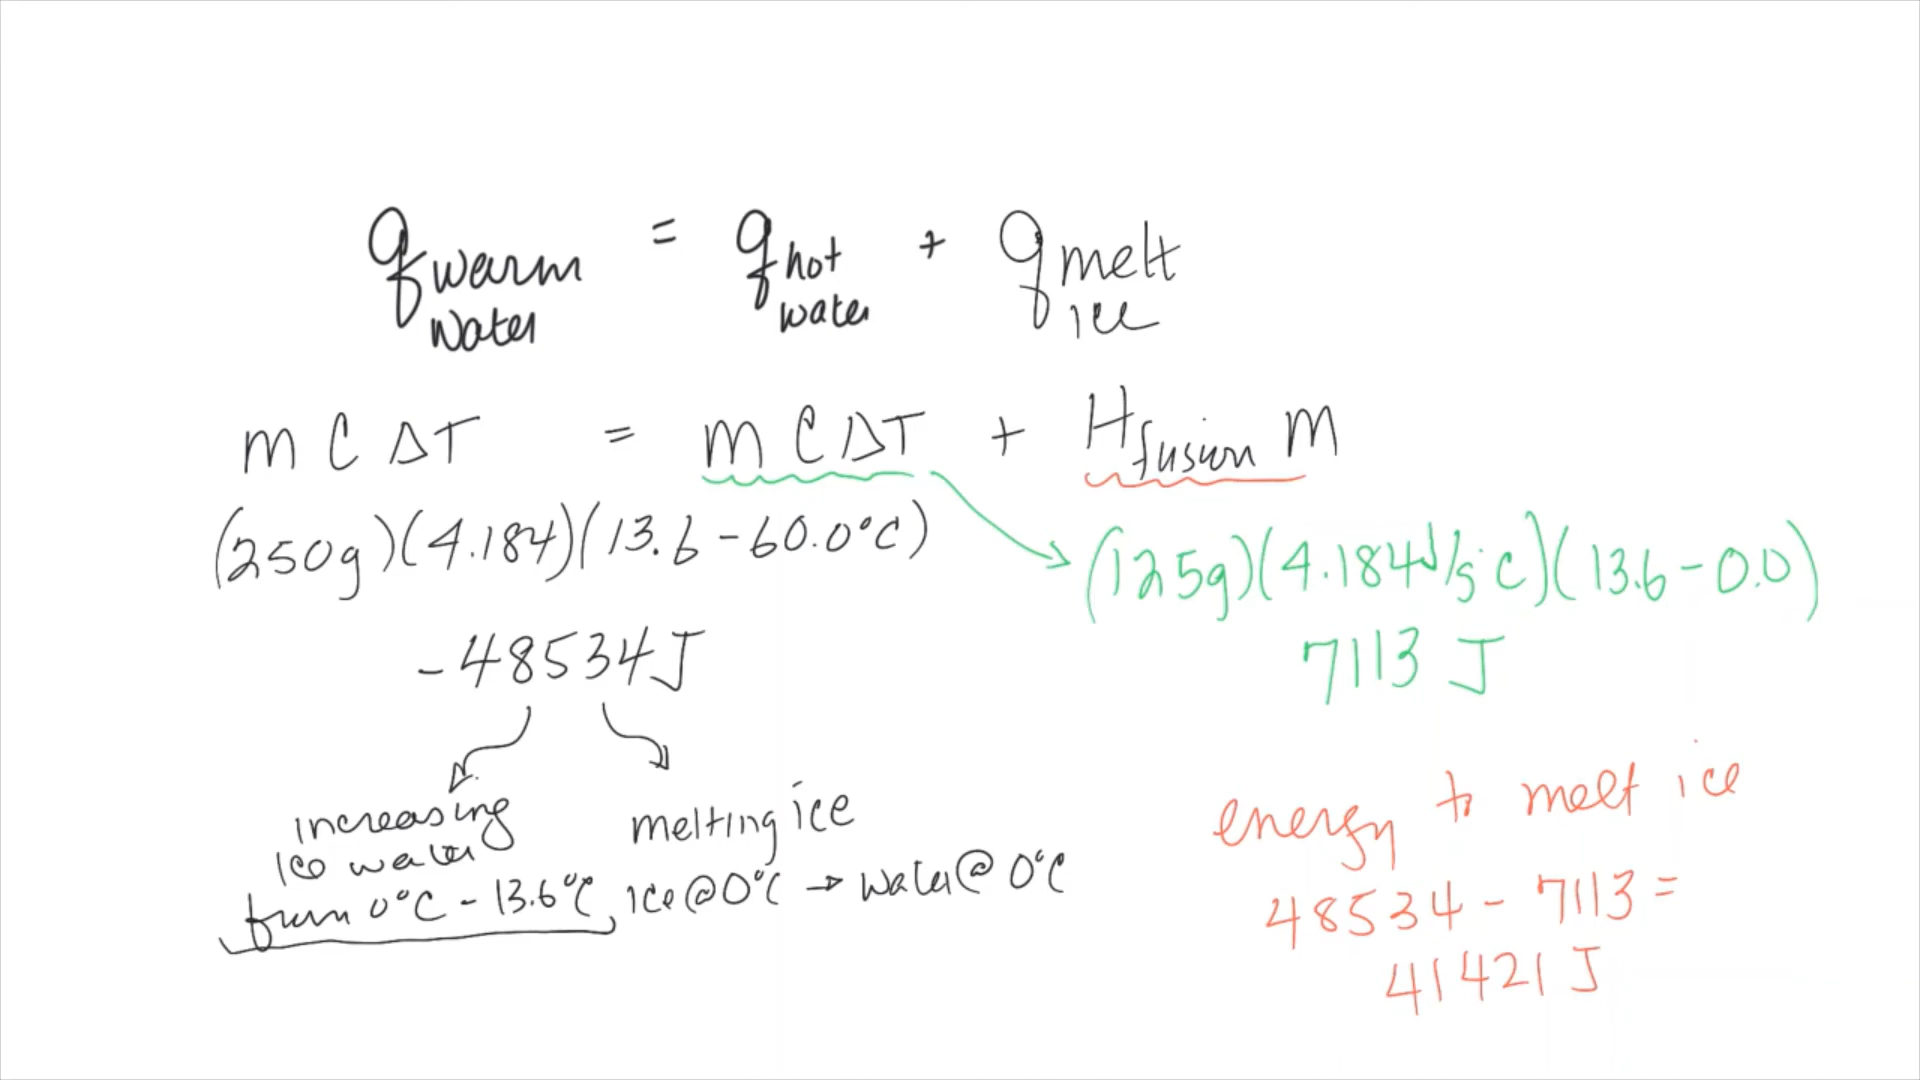 q warm water = q hot water + q melt ice
m C ΔT = m C ΔT + H fusion m
(250g)(4.184)(13.6-60.0°C)
(125g)(4.184J/g°C)(13.6-0.0)
-48534J
7113 J
increasing
ice water
from 0°C - 13.6°C,
melting ice
ice@0°C → water@0°C
energy to melt ice
48534 - 7113 =
41421 J